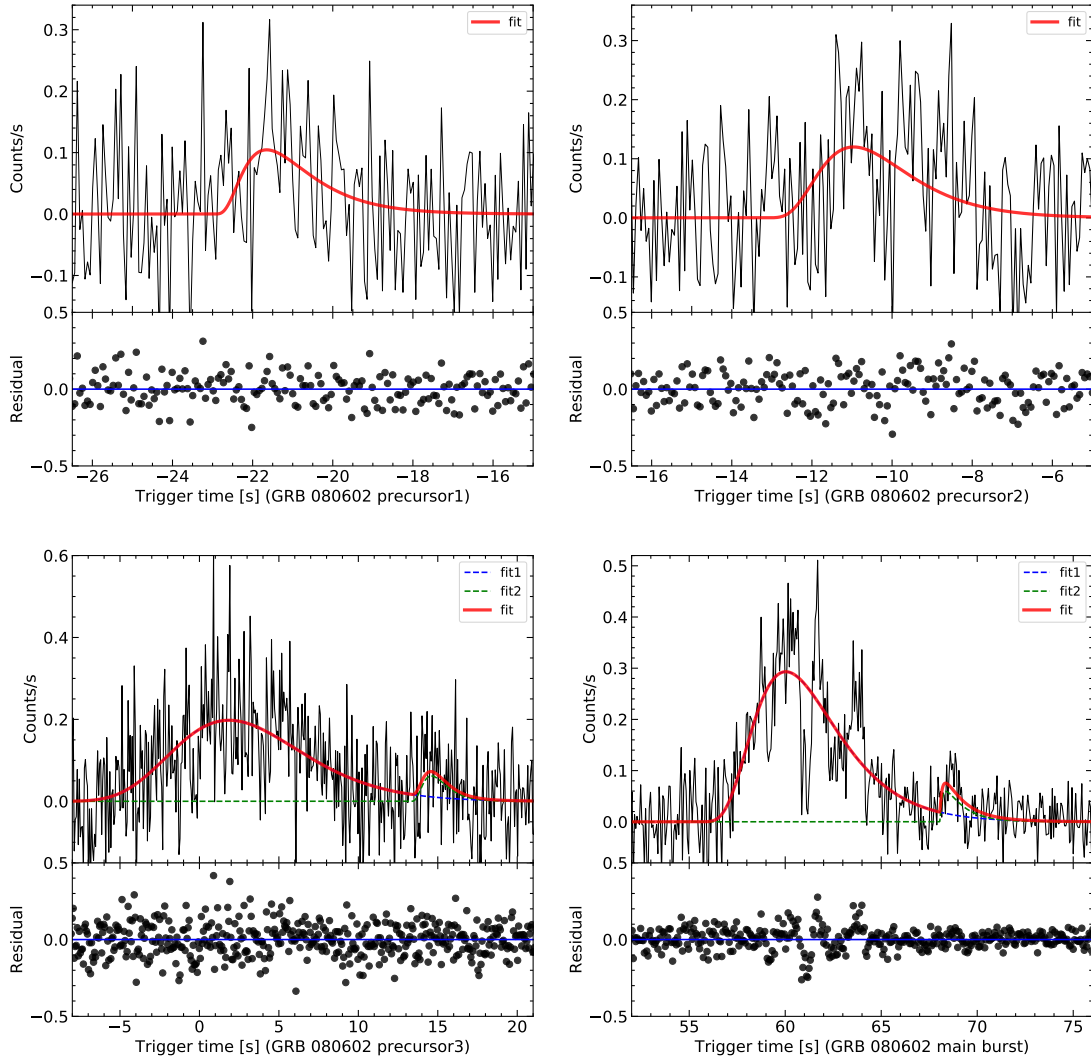 fit
Counts/s
0.3
0.2
0.1
0.0
−0.1
Residual
0.5
0.0
−0.5
−26 −24 −22 −20 −18 −16
Trigger time [s] (GRB 080602 precursor1)
fit
Counts/s
0.3
0.2
0.1
0.0
−0.1
Residual
0.5
0.0
−0.5
−16 −14 −12 −10 −8 −6
Trigger time [s] (GRB 080602 precursor2)
fit1
fit2
fit
Counts/s
0.6
0.4
0.2
0.0
Residual
0.5
0.0
−0.5
−5 0 5 10 15 20
Trigger time [s] (GRB 080602 precursor3)
fit1
fit2
fit
Counts/s
0.5
0.4
0.3
0.2
0.1
0.0
Residual
0.5
0.0
−0.5
55 60 65 70 75
Trigger time [s] (GRB 080602 main burst)